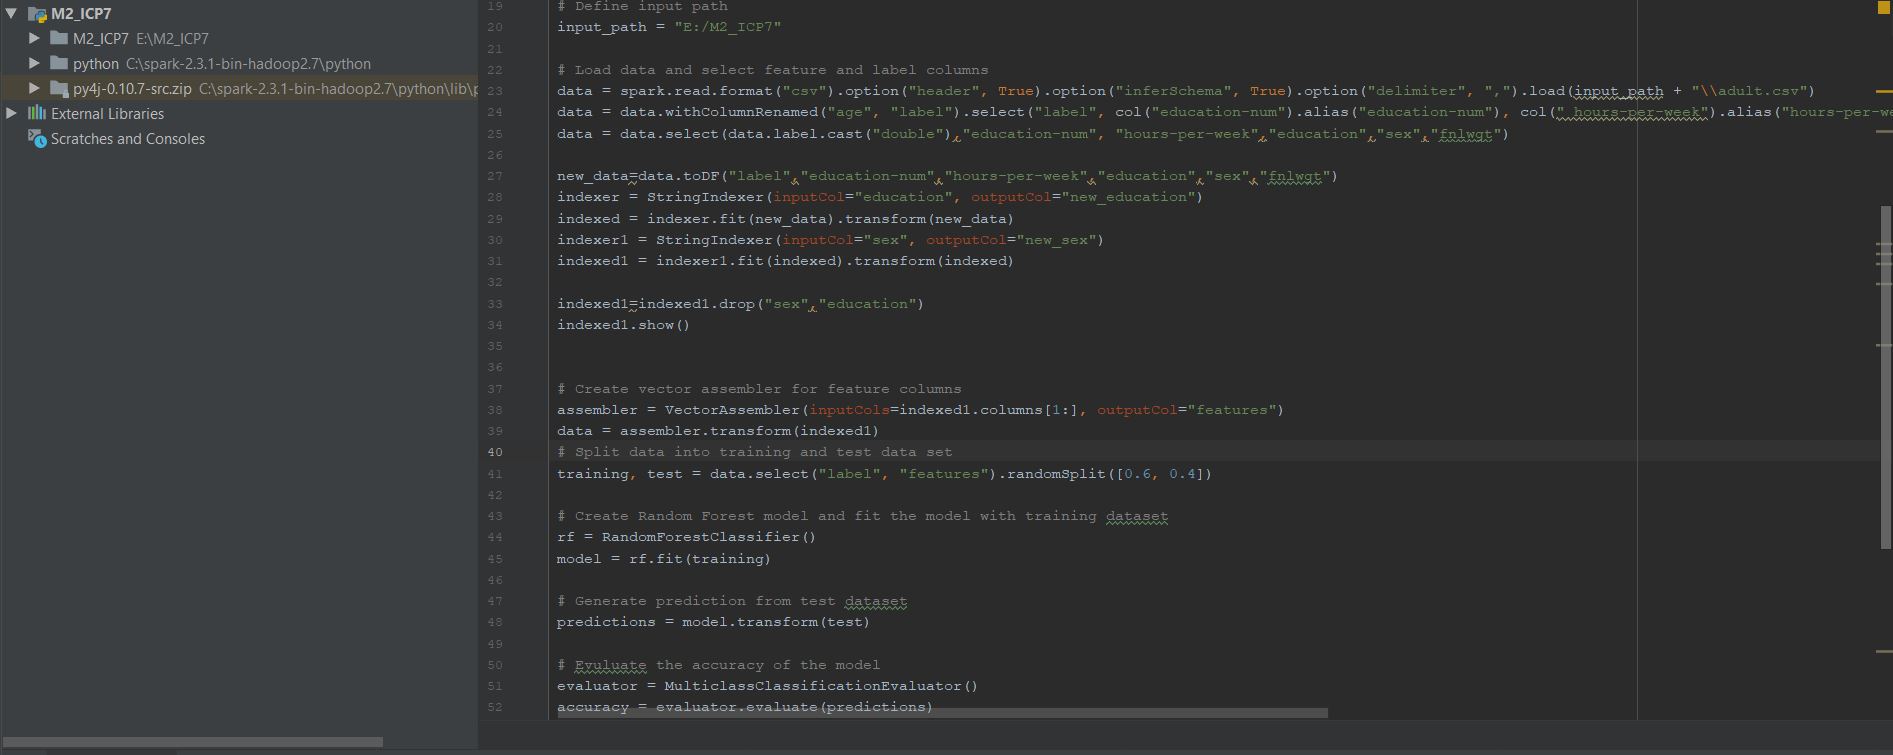 M2_ICP7
M2_ICP7 E:\M2_ICP7
python C:\spark-2.3.1-bin-hadoop2.7\python
py4j-0.10.7-src.zip C:\spark-2.3.1-bin-hadoop2.7\python\lib\p
External Libraries
Scratches and Consoles
19 # Define input path
20 input_path = "E:/M2_ICP7"
21
22 # Load data and select feature and label columns
23 data = spark.read.format("csv").option("header", True).option("inferSchema", True).option("delimiter", ",").load(input_path + "\\adult.csv")
24 data = data.withColumnRenamed("age", "label").select("label", col("education-num").alias("education-num"), col(" hours-per-week").alias("hours-per-we
25 data = data.select(data.label.cast("double"),"education-num", "hours-per-week","education","sex","fnlwgt")
26
27 new_data=data.toDF("label","education-num","hours-per-week","education","sex","fnlwgt")
28 indexer = StringIndexer(inputCol="education", outputCol="new_education")
29 indexed = indexer.fit(new_data).transform(new_data)
30 indexer1 = StringIndexer(inputCol="sex", outputCol="new_sex")
31 indexed1 = indexer1.fit(indexed).transform(indexed)
32
33 indexed1=indexed1.drop("sex","education")
34 indexed1.show()
35
36
37 # Create vector assembler for feature columns
38 assembler = VectorAssembler(inputCols=indexed1.columns[1:], outputCol="features")
39 data = assembler.transform(indexed1)
40 # Split data into training and test data set
41 training, test = data.select("label", "features").randomSplit([0.6, 0.4])
42
43 # Create Random Forest model and fit the model with training dataset
44 rf = RandomForestClassifier()
45 model = rf.fit(training)
46
47 # Generate prediction from test dataset
48 predictions = model.transform(test)
49
50 # Evuluate the accuracy of the model
51 evaluator = MulticlassClassificationEvaluator()
52 accuracy = evaluator.evaluate(predictions)